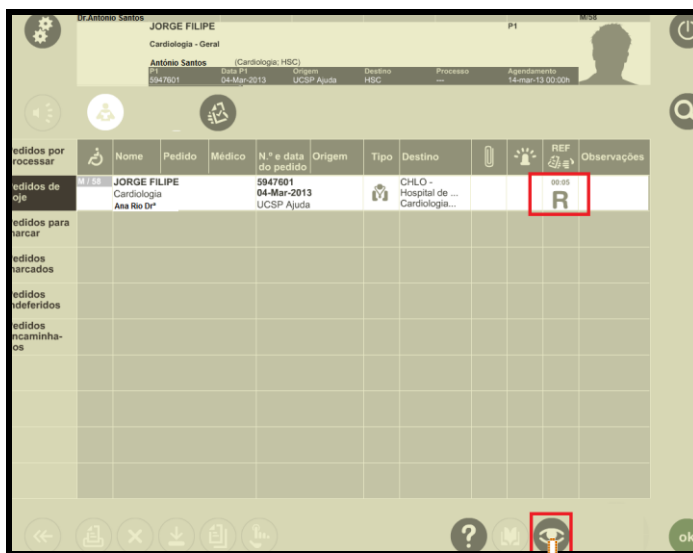 Dr.Antonio Santos
M/58
JORGE FILIPE
P1
Cardiologia - Geral
António Santos (Cardiologia; HSC)
P1 Data P1 Origem Destino Processo Agendamento
5947601 04-Mar-2013 UCSP Ajuda HSC --- 14-mar-13 00:00h
edidos por
rocessar
Nome Pedido Médico N.º e data do pedido Origem Tipo Destino REF Observações
edidos de
oje
M / 58 JORGE FILIPE
Cardiologia
Ana Rio Drª
5947601
04-Mar-2013
UCSP Ajuda
CHLO -
Hospital de ...
Cardiologia...
00:05
R
edidos para
arcar
edidos
arcados
edidos
deferidos
edidos
ncaminha-
os
?
ok